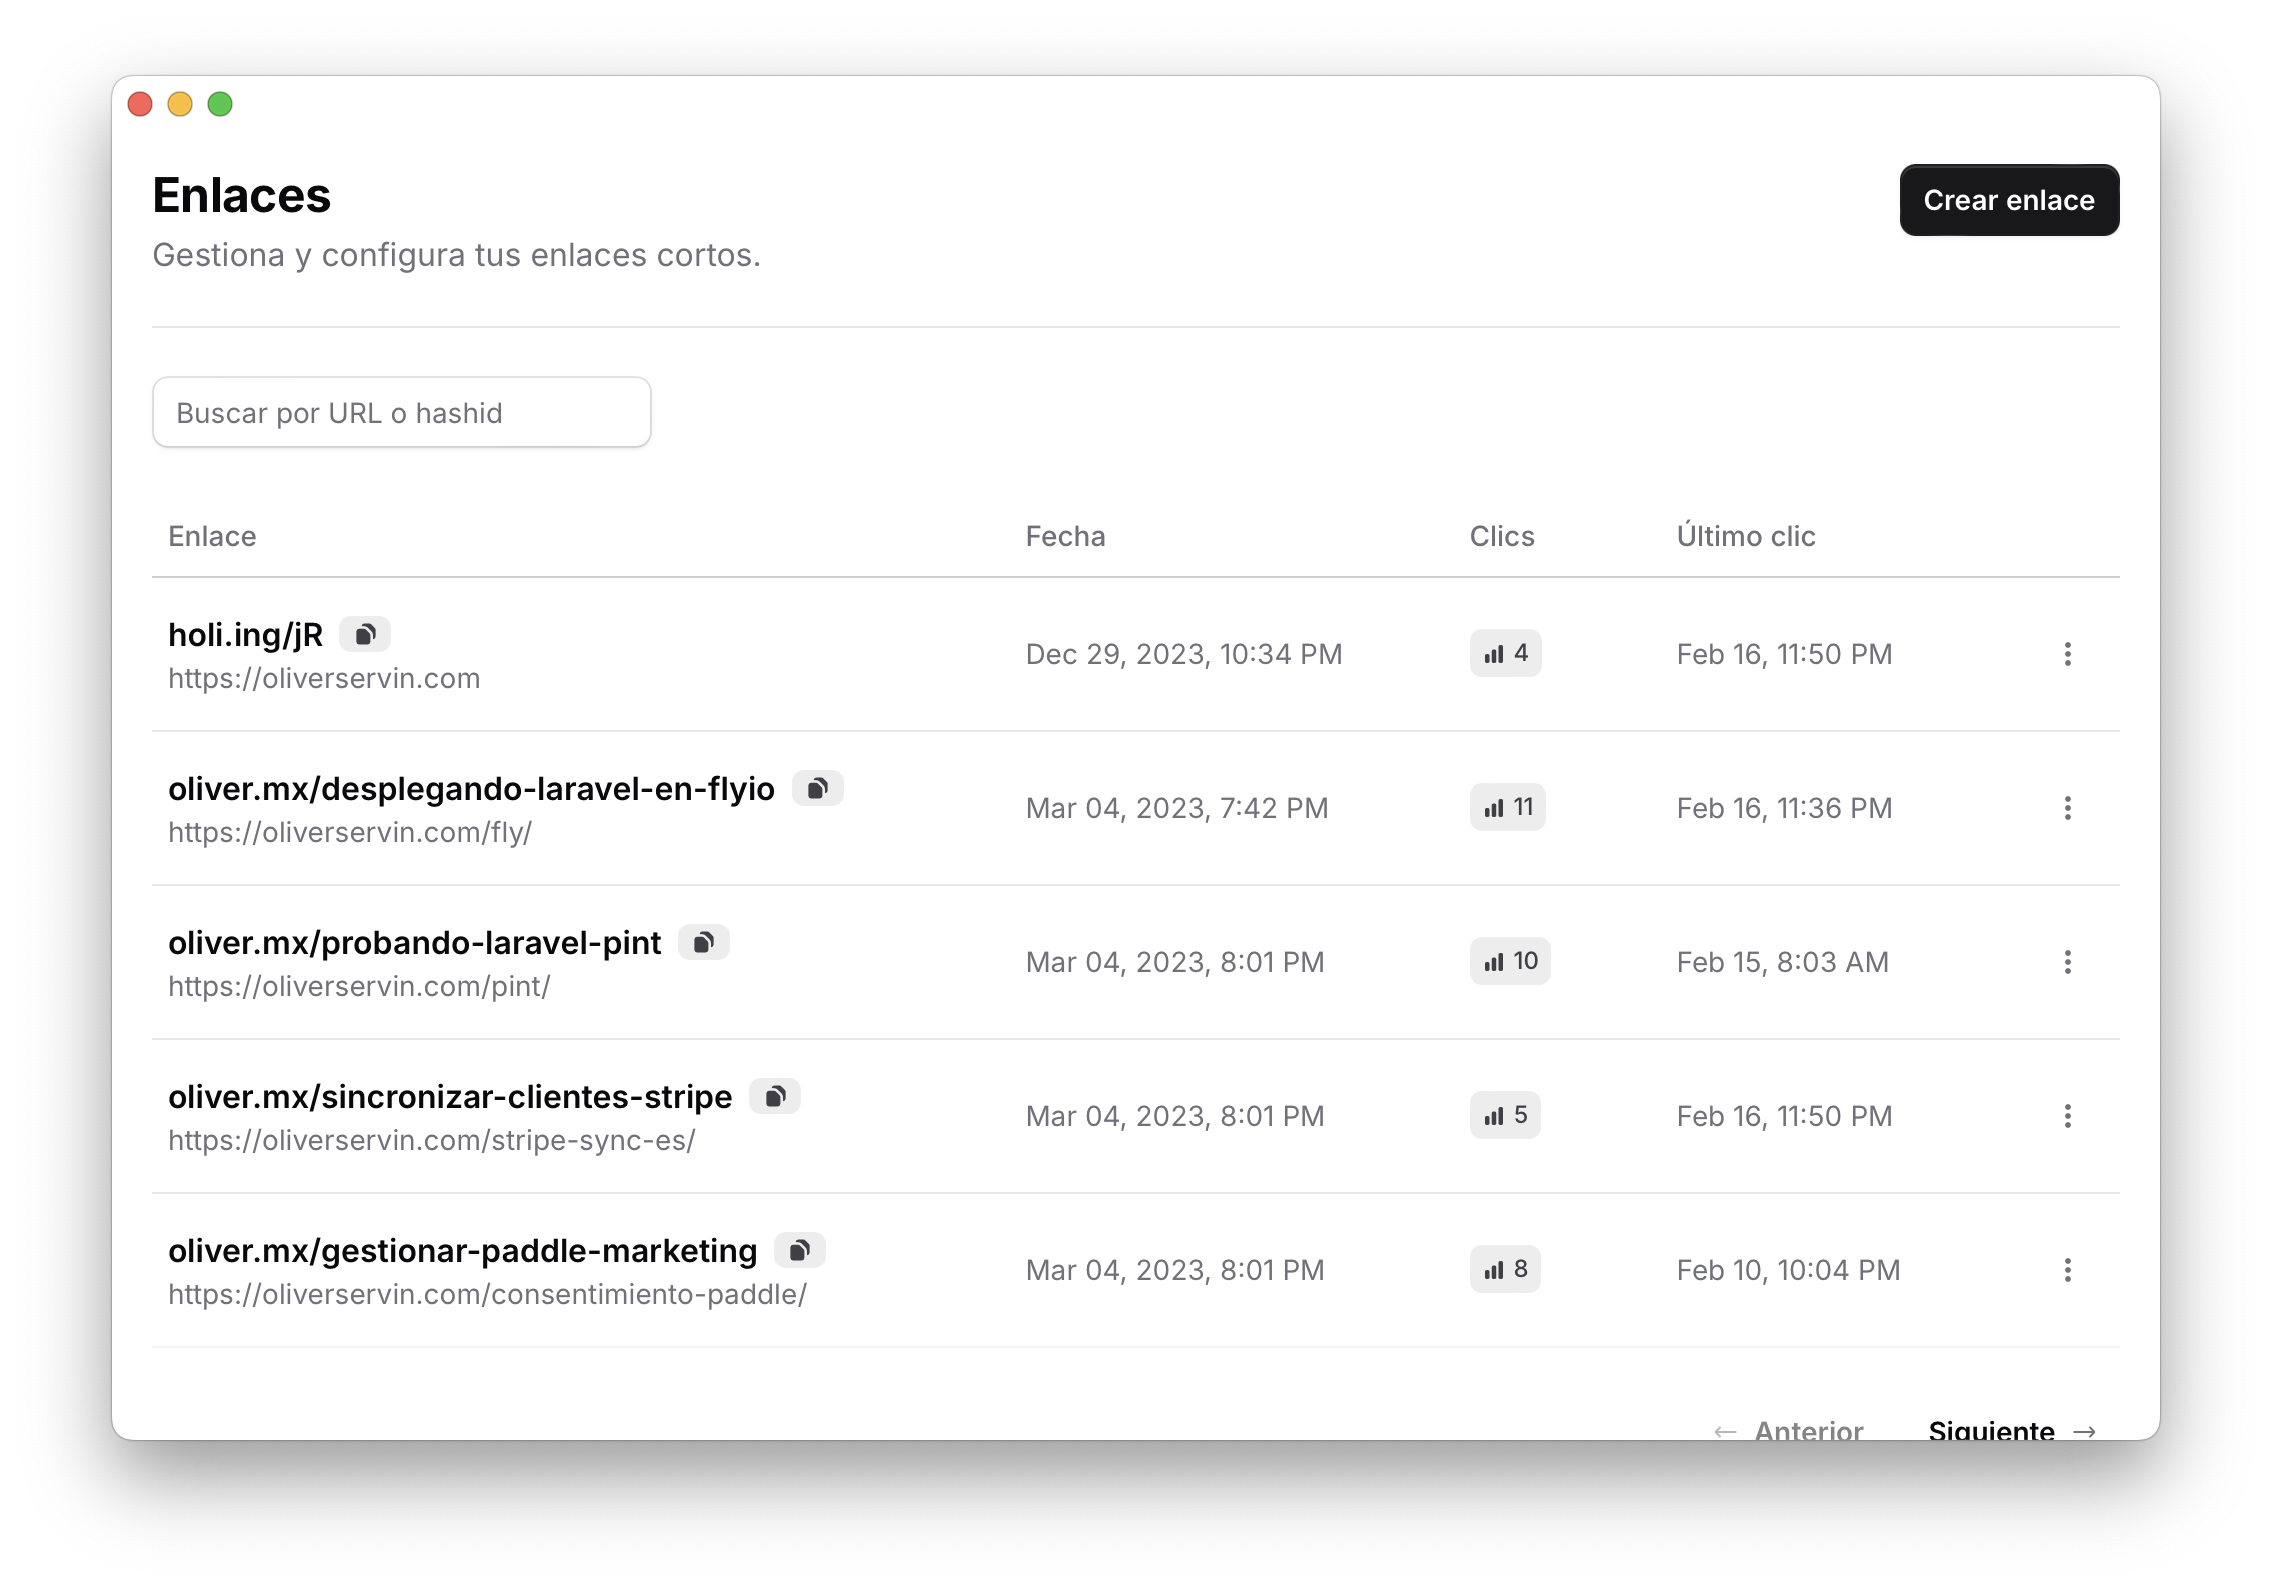 Enlaces
Crear enlace
Gestiona y configura tus enlaces cortos.
Buscar por URL o hashid
Enlace Fecha Clics Último clic
holi.ing/jR
https://oliverservin.com
Dec 29, 2023, 10:34 PM 4 Feb 16, 11:50 PM
oliver.mx/desplegando-laravel-en-flyio
https://oliverservin.com/fly/
Mar 04, 2023, 7:42 PM 11 Feb 16, 11:36 PM
oliver.mx/probando-laravel-pint
https://oliverservin.com/pint/
Mar 04, 2023, 8:01 PM 10 Feb 15, 8:03 AM
oliver.mx/sincronizar-clientes-stripe
https://oliverservin.com/stripe-sync-es/
Mar 04, 2023, 8:01 PM 5 Feb 16, 11:50 PM
oliver.mx/gestionar-paddle-marketing
https://oliverservin.com/consentimiento-paddle/
Mar 04, 2023, 8:01 PM 8 Feb 10, 10:04 PM
← Anterior Siguiente →